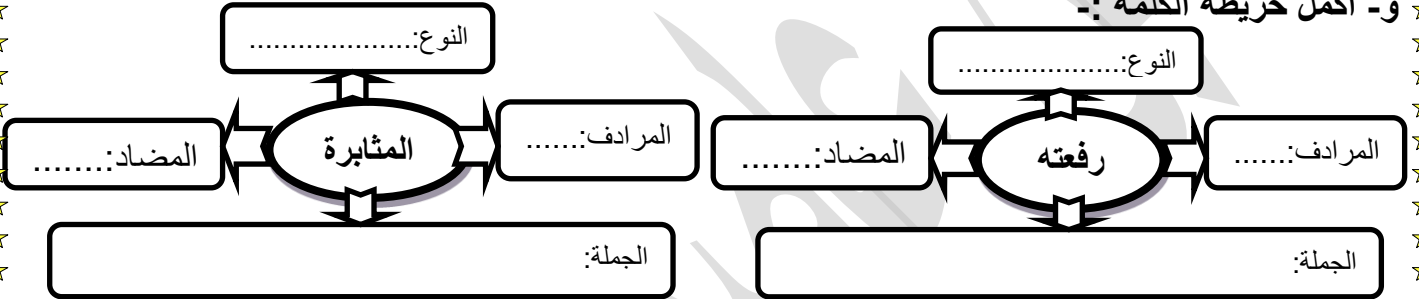 و- أكمل خريطة الكلمة :-
النوع:....................
المرادف:......
رفعته
المضاد:........
الجملة:
النوع:....................
المرادف:......
المثابرة
المضاد:........
الجملة: